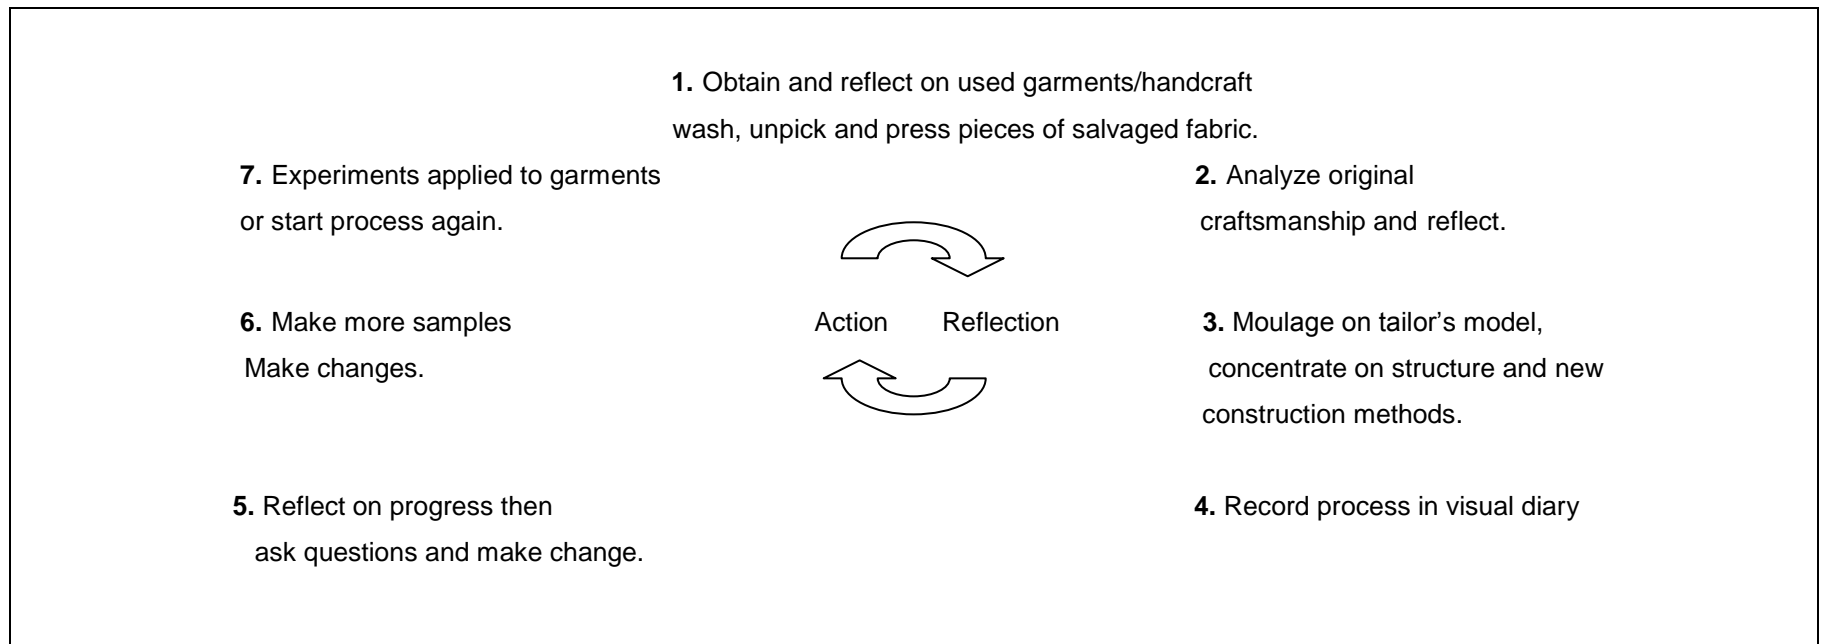 1. Obtain and reflect on used garments/handcraft
wash, unpick and press pieces of salvaged fabric.
2. Analyze original
craftsmanship and reflect.
3. Moulage on tailor’s model,
concentrate on structure and new
construction methods.
4. Record process in visual diary
5. Reflect on progress then
ask questions and make change.
6. Make more samples
Make changes.
7. Experiments applied to garments
or start process again.
Action Reflection